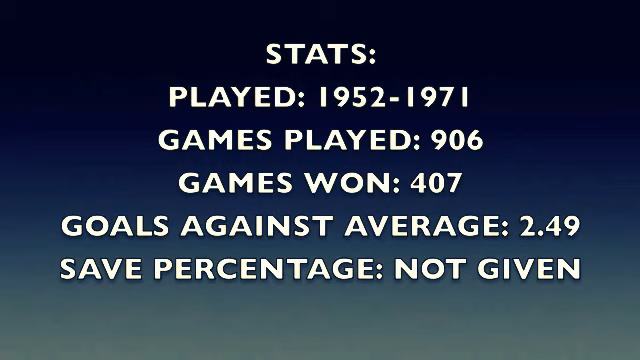 STATS:
PLAYED: 1952-1971
GAMES PLAYED: 906
GAMES WON: 407
GOALS AGAINST AVERAGE: 2.49
SAVE PERCENTAGE: NOT GIVEN